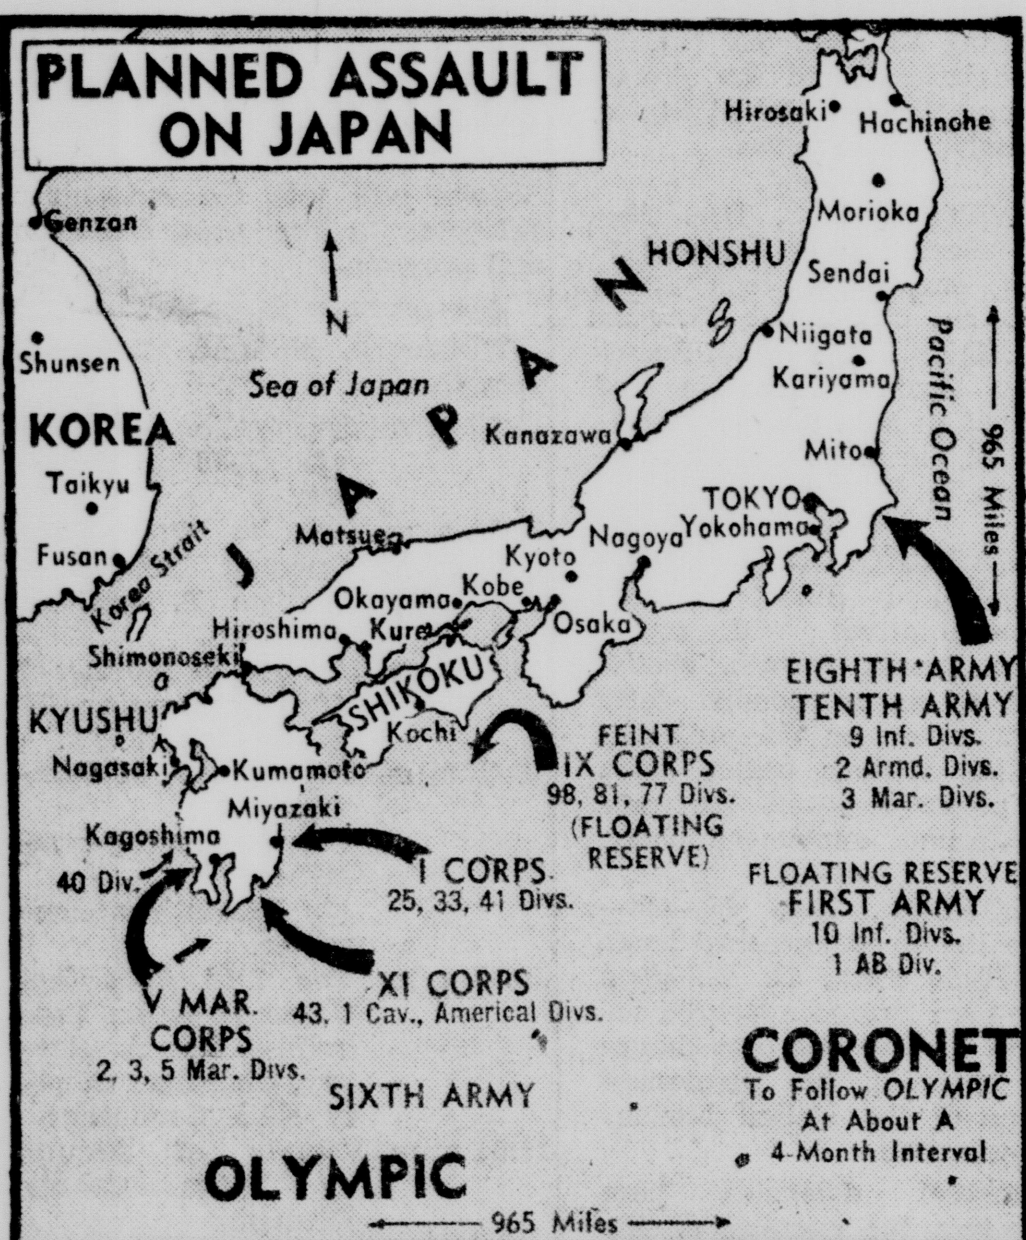 PLANNED ASSAULT
ON JAPAN
Hirosaki
Hachinohe
Morioka
Genzan
HONSHU
Sendai
N
JAPAN
Niigata
Shunsen
Sea of Japan
Kariyama
Pacific Ocean
965 Miles
KOREA
Kanazawa
Mito
Taikyu
TOKYO
Matsue
Nagoya
Yokohama
Fusan
Korea Strait
Kyoto
Okayama
Kobe
Hiroshima
Kure
Osaka
Shimonoseki
SHIKOKU
KYUSHU
Kochi
Nagasaki
Kumamoto
Miyazaki
Kagoshima
40 Div.
FEINT
IX CORPS
98, 81, 77 Divs.
(FLOATING
RESERVE)
EIGHTH ARMY
TENTH ARMY
9 Inf. Divs.
2 Armd. Divs.
3 Mar. Divs.
I CORPS
25, 33, 41 Divs.
FLOATING RESERVE
FIRST ARMY
10 Inf. Divs.
1 AB Div.
XI CORPS
43, 1 Cav., Americal Divs.
V MAR.
CORPS
2, 3, 5 Mar. Divs.
SIXTH ARMY
CORONET
To Follow OLYMPIC
At About A
4-Month Interval
OLYMPIC
965 Miles